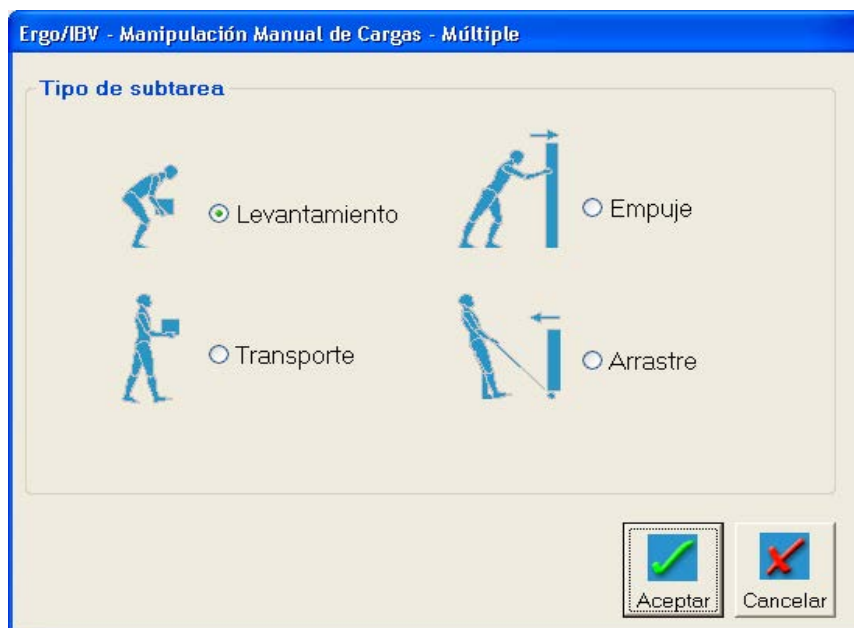 Ergo/IBV - Manipulación Manual de Cargas - Múltiple
Tipo de subtarea
Levantamiento
Empuje
Transporte
Arrastre
Aceptar
Cancelar